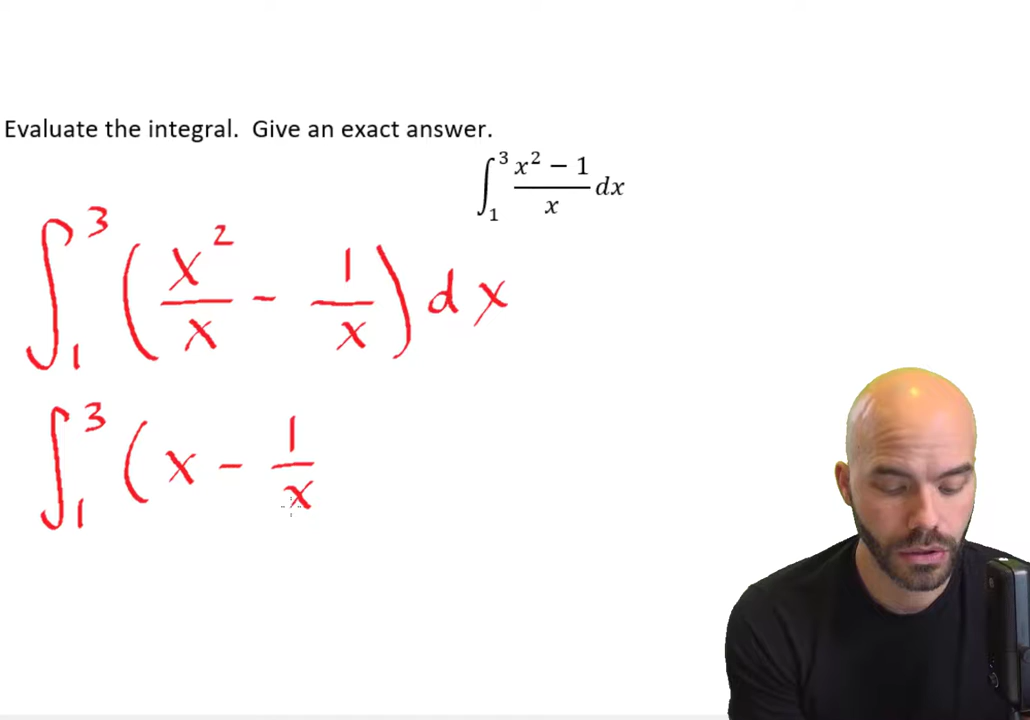 Evaluate the integral. Give an exact answer.
∫₁³ (x² − 1)/x dx
∫₁³ (x²/x − 1/x) dx
∫₁³ (x − 1/x